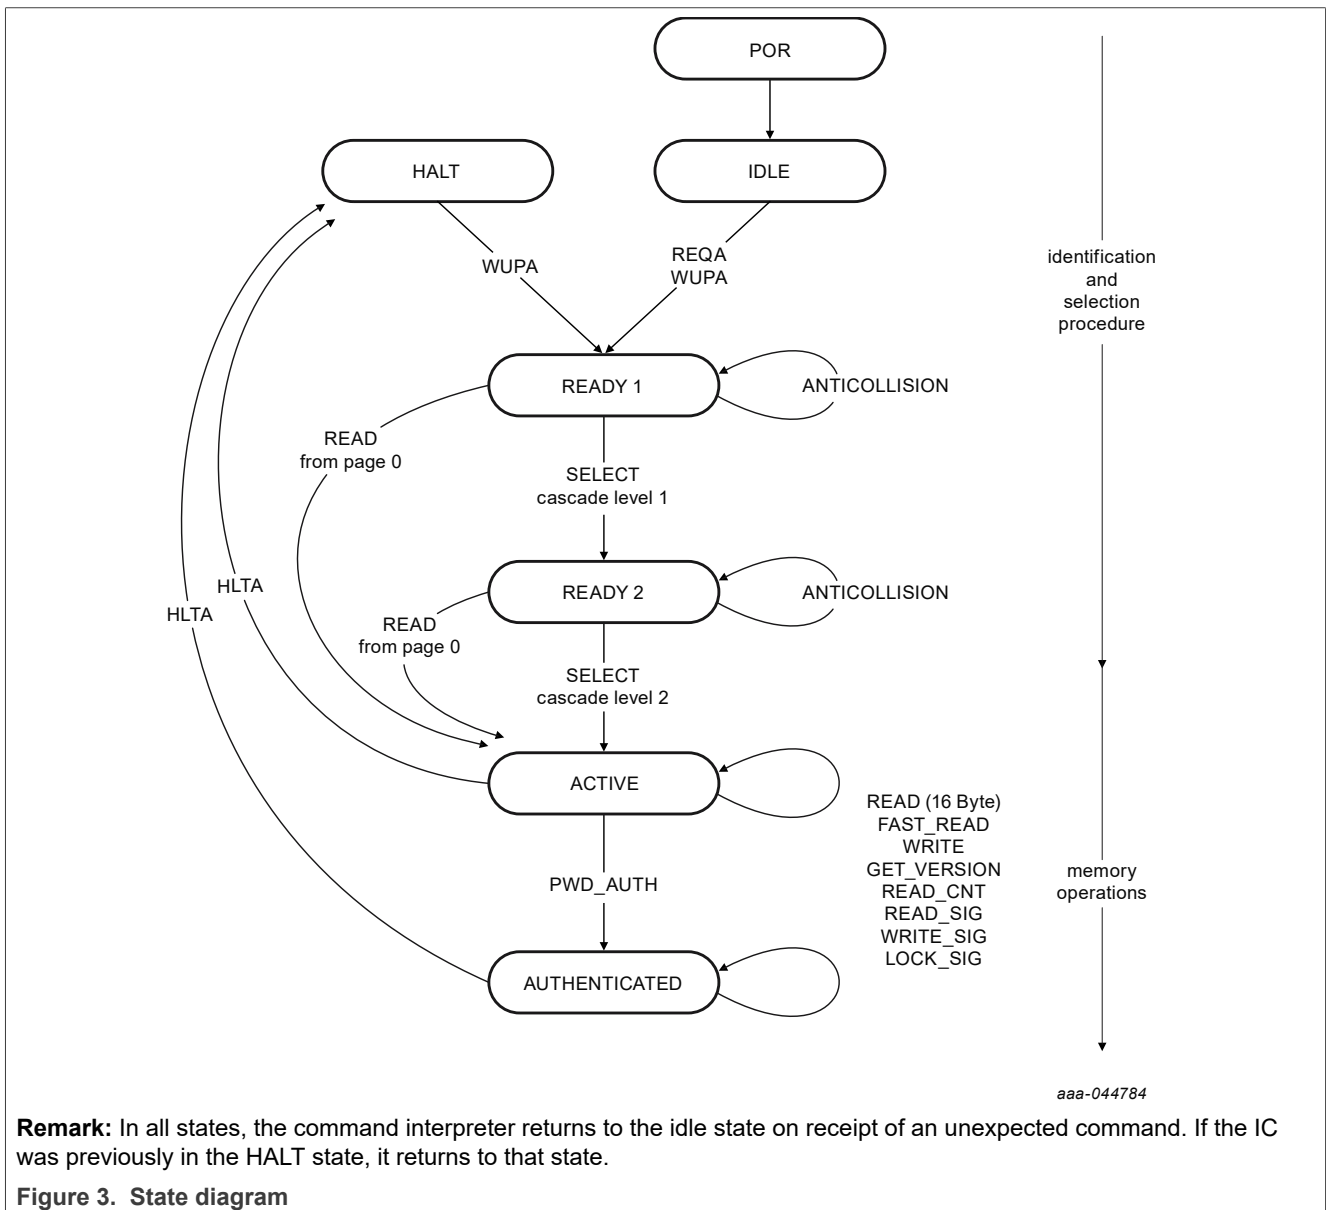 POR
HALT
IDLE
WUPA
REQA
WUPA
identification
and
selection
procedure
READY 1
ANTICOLLISION
READ
from page 0
SELECT
cascade level 1
HLTA
HLTA
READY 2
ANTICOLLISION
READ
from page 0
SELECT
cascade level 2
ACTIVE
READ (16 Byte)
FAST_READ
WRITE
GET_VERSION
READ_CNT
READ_SIG
WRITE_SIG
LOCK_SIG
memory
operations
PWD_AUTH
AUTHENTICATED
aaa-044784
Remark: In all states, the command interpreter returns to the idle state on receipt of an unexpected command. If the IC
was previously in the HALT state, it returns to that state.
Figure 3. State diagram